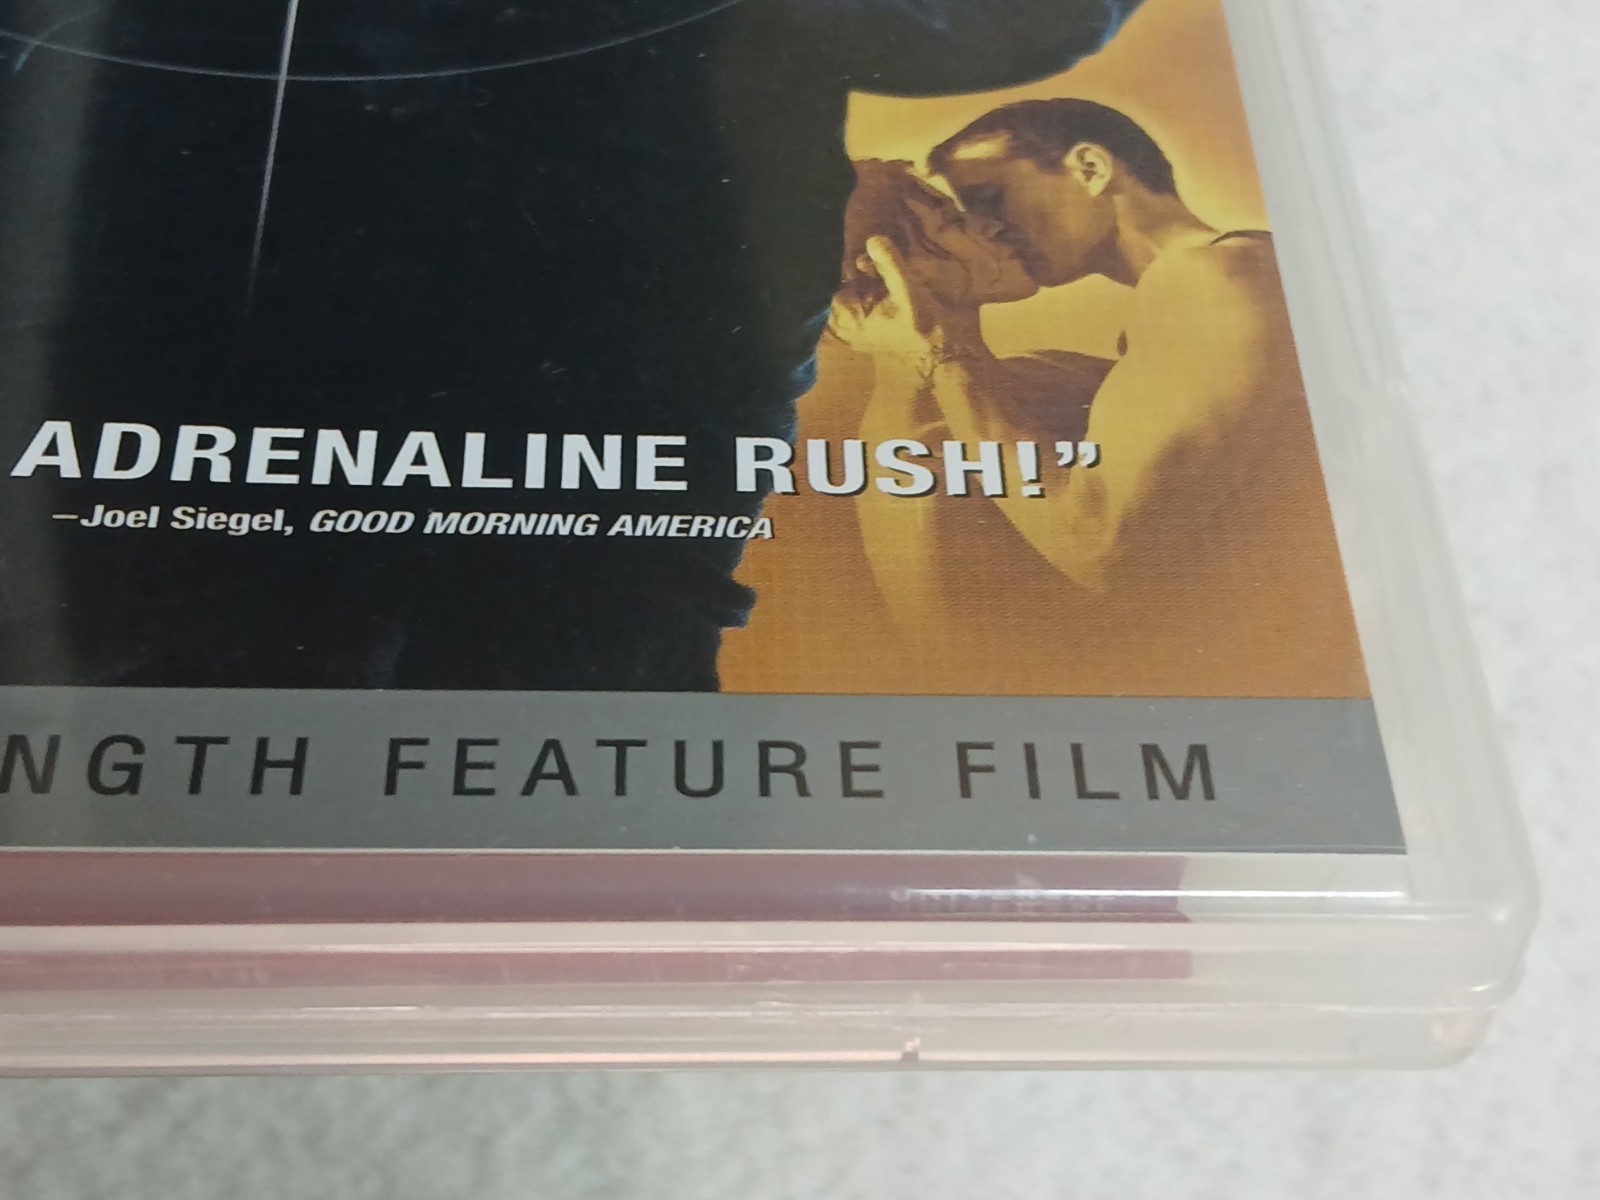 ADRENALINE RUSH!”
–Joel Siegel, GOOD MORNING AMERICA
NGTH FEATURE FILM